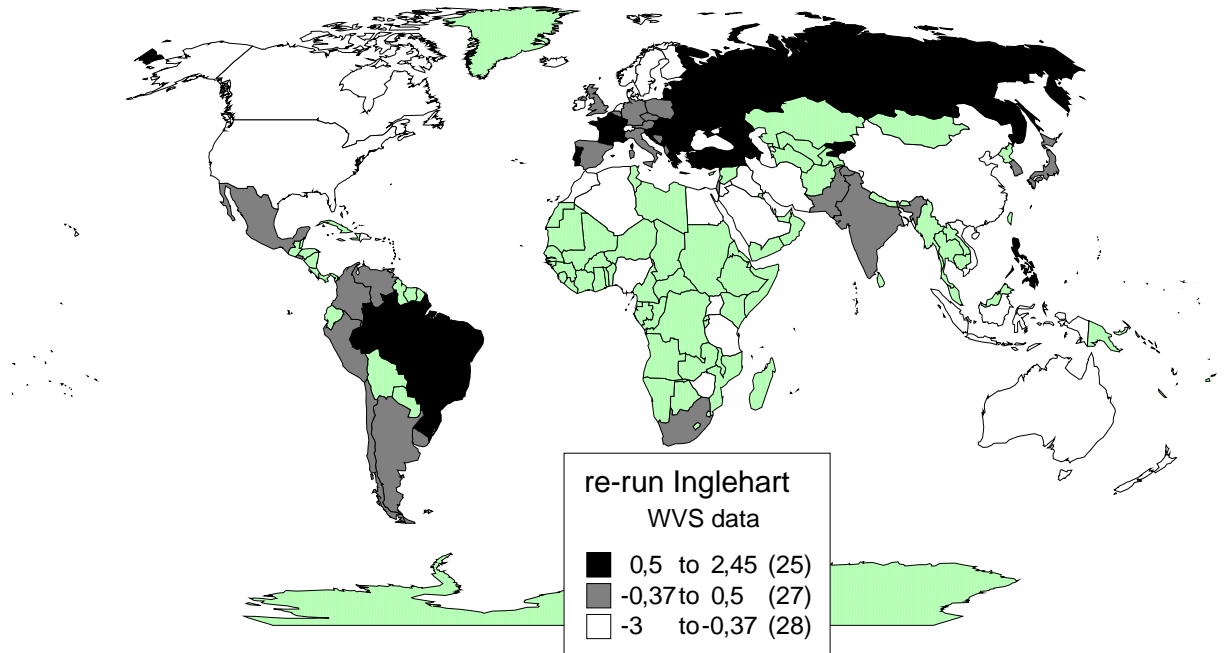 re-run Inglehart
WVS data
0,5 to 2,45 (25)
-0,37 to 0,5 (27)
-3 to -0,37 (28)